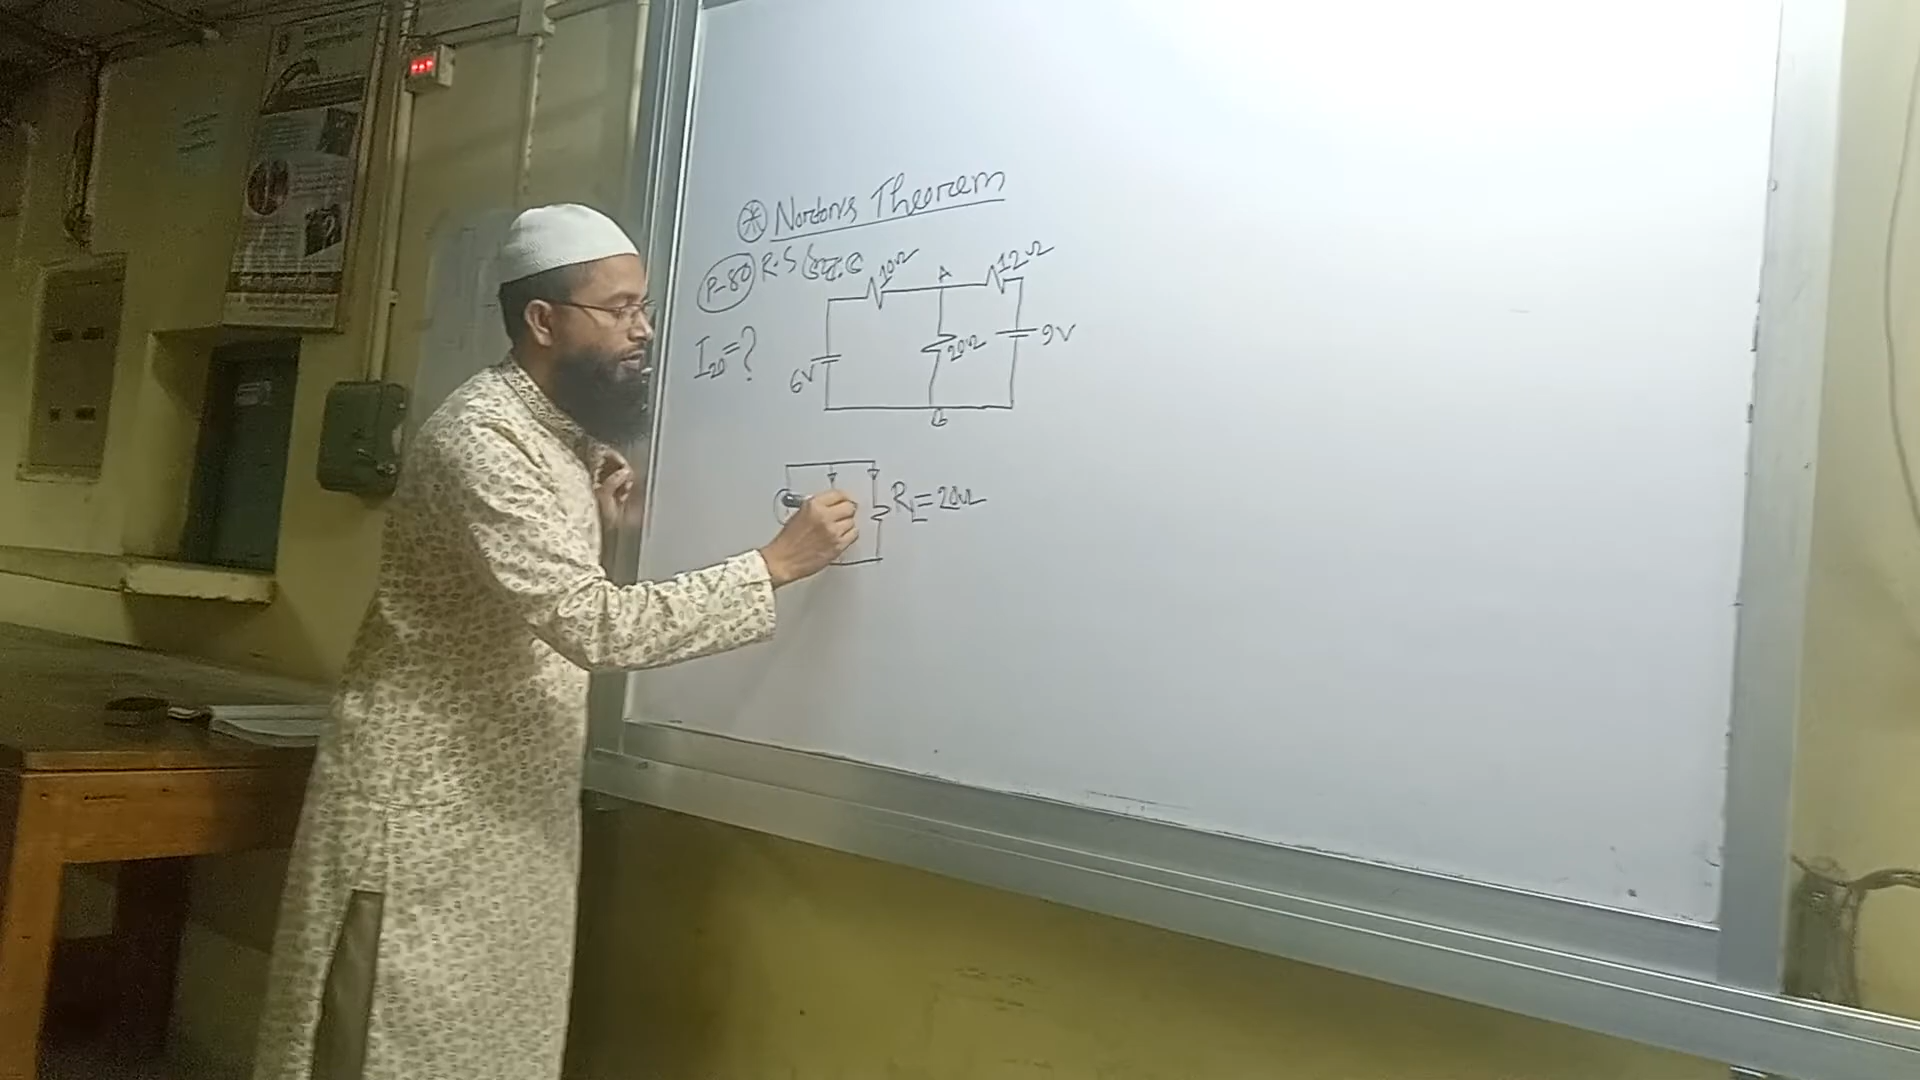 Norton's Theorem
P-80 R.S
10Ω
A
12Ω
I20=?
6V
20Ω
9V
B
RL=20Ω